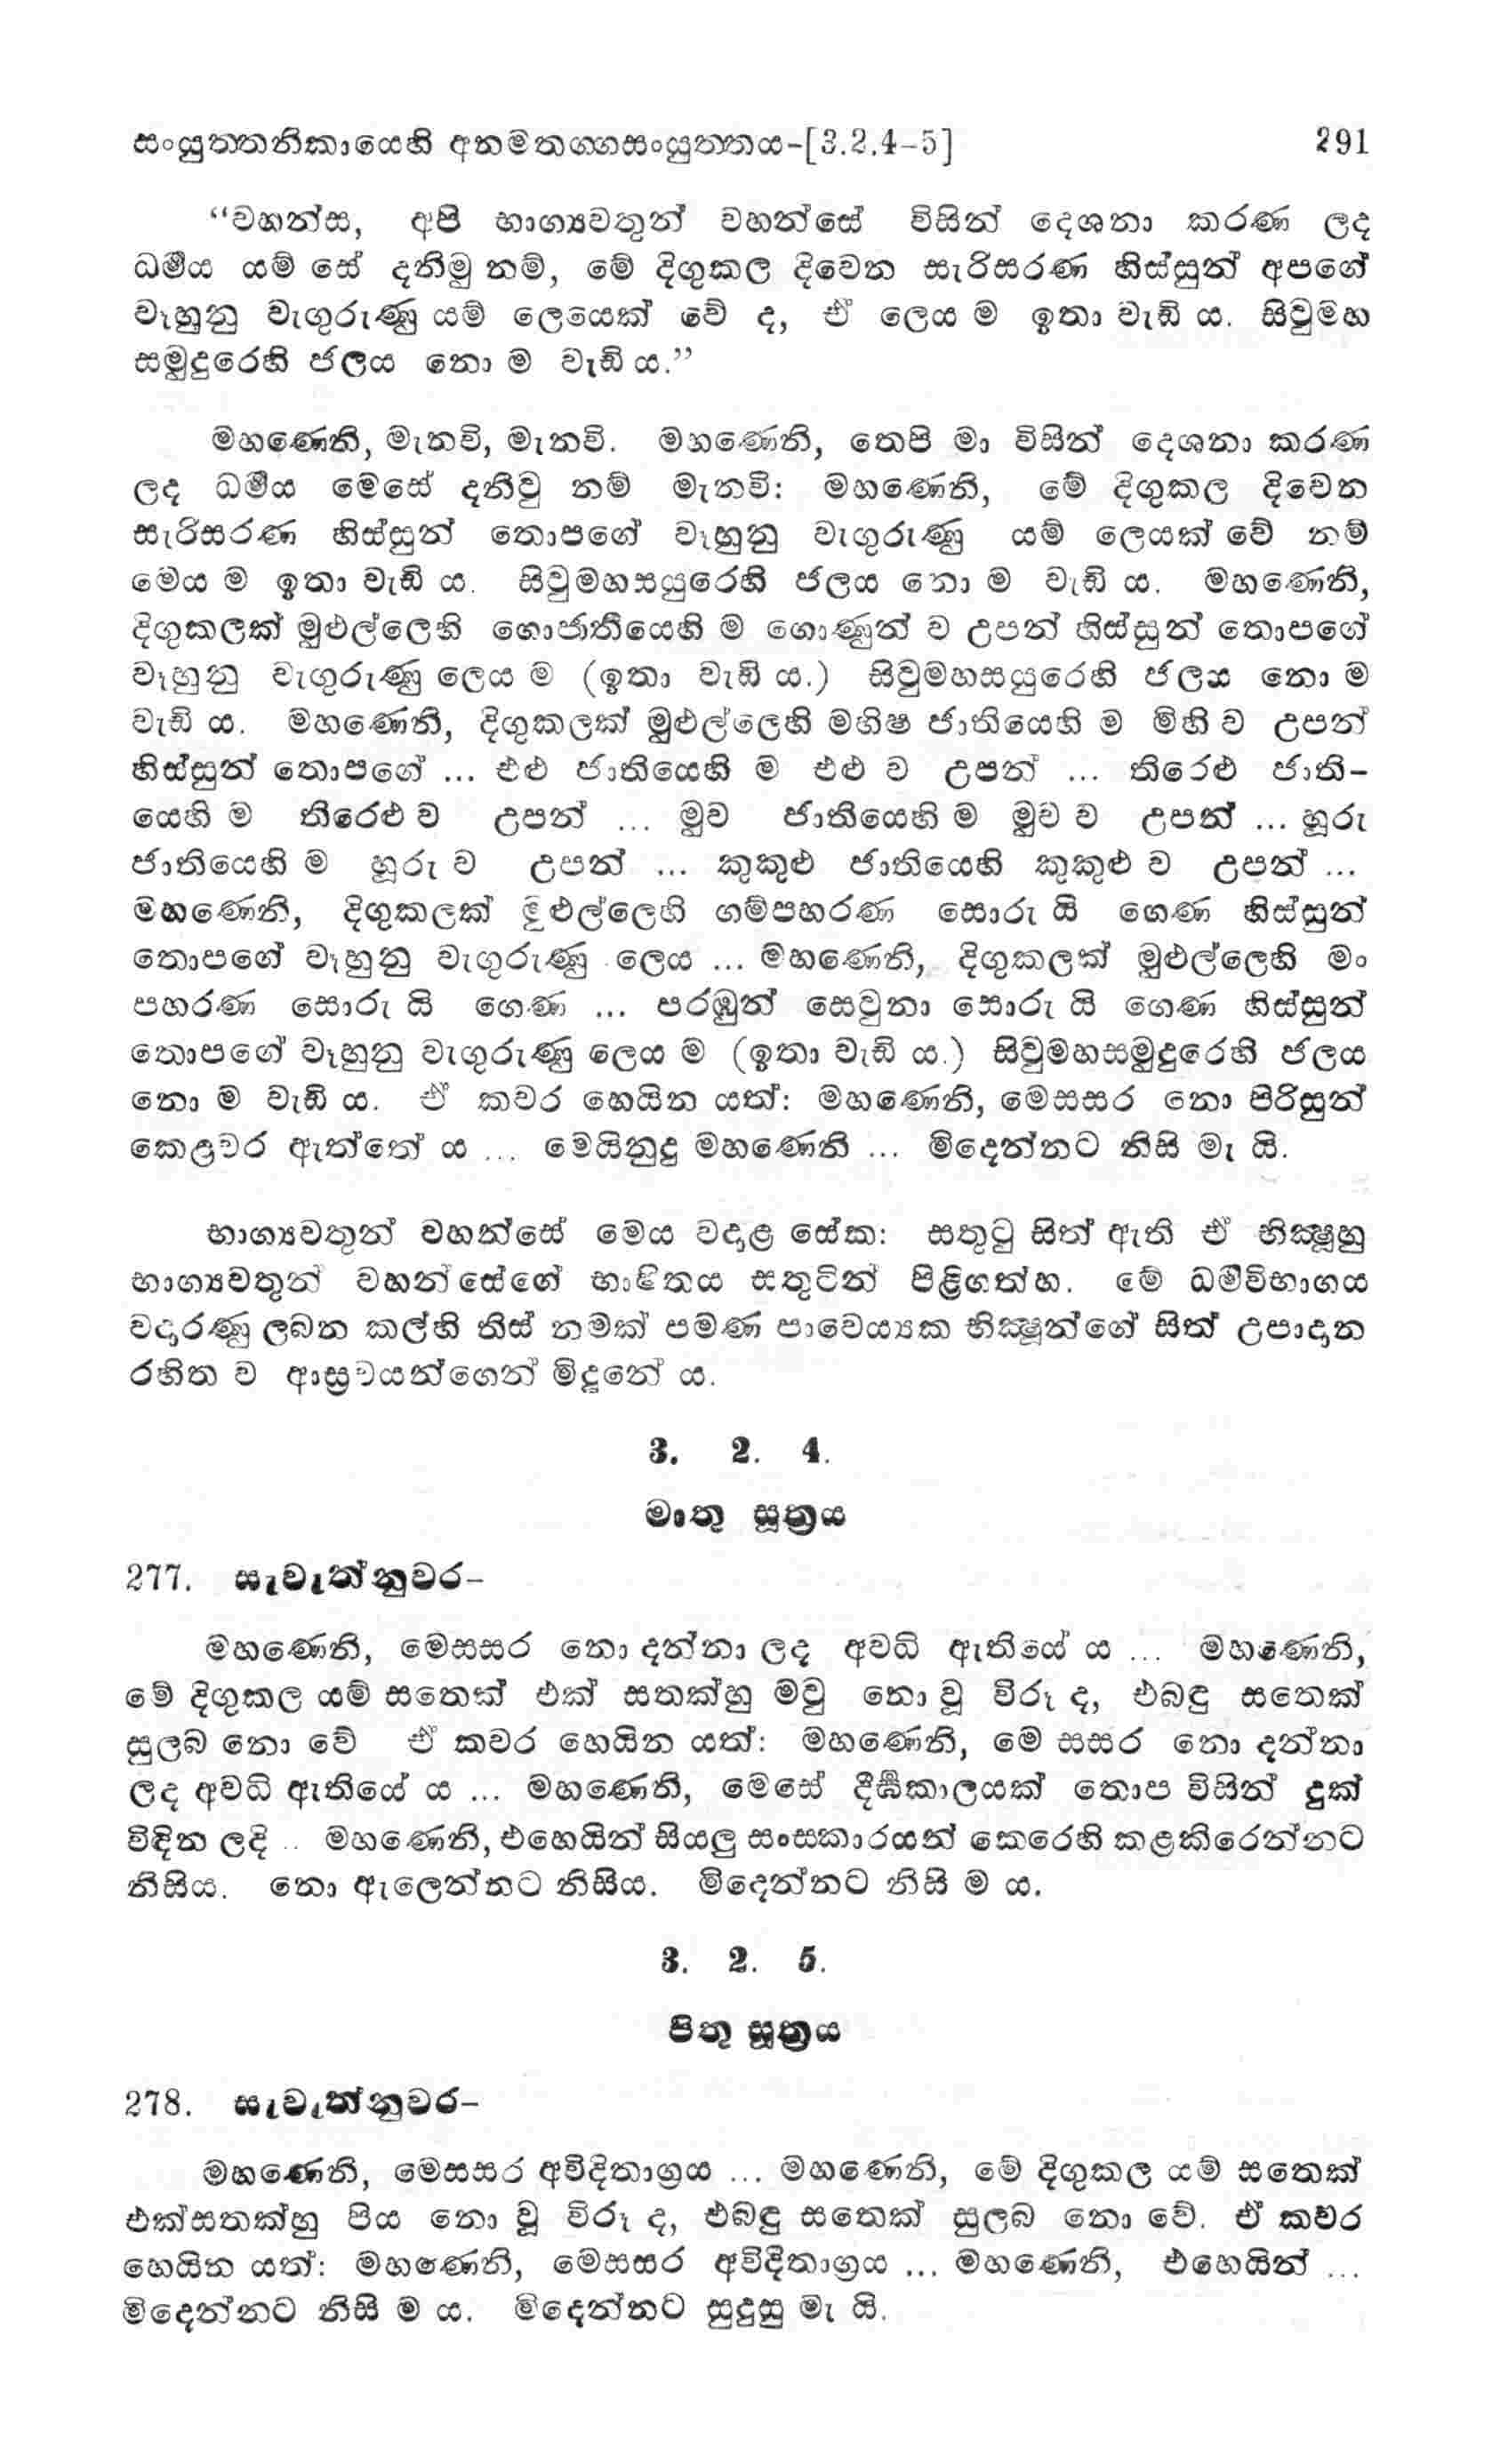 සංයුත්තනිකායෙහි අනමතග්ගසංයුත්තය-[3.2.4-5] 291
“වහන්ස, අපි භාග්‍යවතුන් වහන්සේ විසින් දෙශනා කරණ ලද
ධර්‍මය යම් සේ දනිමු නම්, මේ දිගුකල දිවෙන සැරිසරණ හිස්සුන් අපගේ
වෑහුනු වැගුරුණු යම් ලෙයෙක් වේ ද, ඒ ලෙය ම ඉතා වැඩි ය. සිවුමහ
සමුදුරෙහි ජලය නො ම වැඩි ය.”
මහණෙනි, මැනවි, මැනවි. මහණෙනි, තෙපි මා විසින් දෙශනා කරණ
ලද ධර්‍මය මෙසේ දනිවු නම් මැනවි: මහණෙනි, මේ දිගුකල දිවෙන
සැරිසරණ හිස්සුන් තොපගේ වෑහුනු වැගුරුණු යම් ලෙයක් වේ නම්
මෙය ම ඉතා වැඩි ය. සිවුමහසයුරෙහි ජලය නො ම වැඩි ය. මහණෙනි,
දිගුකලක් මුළුල්ලෙහි ගොජාතියෙහි ම ගොණුන් ව උපන් හිස්සුන් තොපගේ
වෑහුනු වැගුරුණු ලෙය ම (ඉතා වැඩි ය.) සිවුමහසයුරෙහි ජලය නො ම
වැඩි ය. මහණෙනි, දිගුකලක් මුළුල්ලෙහි මහිෂ ජාතියෙහි ම මිහි ව උපන්
හිස්සුන් තොපගේ ... එළු ජාතියෙහි ම එළු ව උපන් ... තිරෙළු ජාති-
යෙහි ම තිරෙළු ව උපන් ... මුව ජාතියෙහි ම මුව ව උපන් ... හූරු
ජාතියෙහි ම හූරු ව උපන් ... කුකුළු ජාතියෙහි කුකුළු ව උපන් ...
මහණෙනි, දිගුකලක් මුළුල්ලෙහි ගම්පහරණ සොරු යි ගෙණ හිස්සුන්
තොපගේ වෑහුනු වැගුරුණු ලෙය ... මහණෙනි, දිගුකලක් මුළුල්ලෙහි මං
පහරණ සොරු යි ගෙණ ... පරඹුන් සෙවුනා සොරු යි ගෙණ හිස්සුන්
තොපගේ වෑහුනු වැගුරුණු ලෙය ම (ඉතා වැඩි ය.) සිවුමහසමුදුරෙහි ජලය
නො ම වැඩි ය. ඒ කවර හෙයින යත්: මහණෙනි, මෙසසර නො පිරිසුන්
කෙළවර ඇත්තේ ය ... මෙයිනුදු මහණෙනි ... මිදෙන්නට නිසි මැ යි.
භාග්‍යවතුන් වහන්සේ මෙය වදාළ සේක: සතුටු සිත් ඇති ඒ භික්‍ෂූහු
භාග්‍යවතුන් වහන්සේගේ භාෂිතය සතුටින් පිළිගත්හ. මේ ධර්‍මවිභාගය
වදාරණු ලබන කල්හි තිස් නමක් පමණ පාවෙය්‍යක භික්‍ෂූන්ගේ සිත් උපාදාන
රහිත ව ආස්‍රවයන්ගෙන් මිදුනේ ය.
3. 2. 4.
මාතු සූත්‍රය
277. සැවැත්නුවර-
මහණෙනි, මෙසසර නො දන්නා ලද අවධි ඇතියේ ය ... මහණෙනි,
මේ දිගුකල යම් සතෙක් එක් සතක්හු මවු නො වූ විරූ ද, එබඳු සතෙක්
සුලබ නො වේ ඒ කවර හෙයින යත්: මහණෙනි, මෙ සසර නො දන්නා
ලද අවධි ඇතියේ ය ... මහණෙනි, මෙසේ දීර්‍ඝකාලයක් තොප විසින් දුක්
විඳින ලදි .. මහණෙනි, එහෙයින් සියලු සංසකාරයන් කෙරෙහි කළකිරෙන්නට
නිසිය. නො ඇලෙන්නට නිසිය. මිදෙන්නට නිසි ම ය.
3. 2. 5.
පිතු සූත්‍රය
278. සැවැත්නුවර-
මහණෙනි, මෙසසර අවිදිතාග්‍රය ... මහණෙනි, මේ දිගුකල යම් සතෙක්
එක්සතක්හු පිය නො වූ විරූ ද, එබඳු සතෙක් සුලබ නො වේ. ඒ කවර
හෙයින යත්: මහණෙනි, මෙසසර අවිදිතාග්‍රය ... මහණෙනි, එහෙයින් ...
මිදෙන්නට නිසි ම ය. මිදෙන්නට සුදුසු මැ යි.